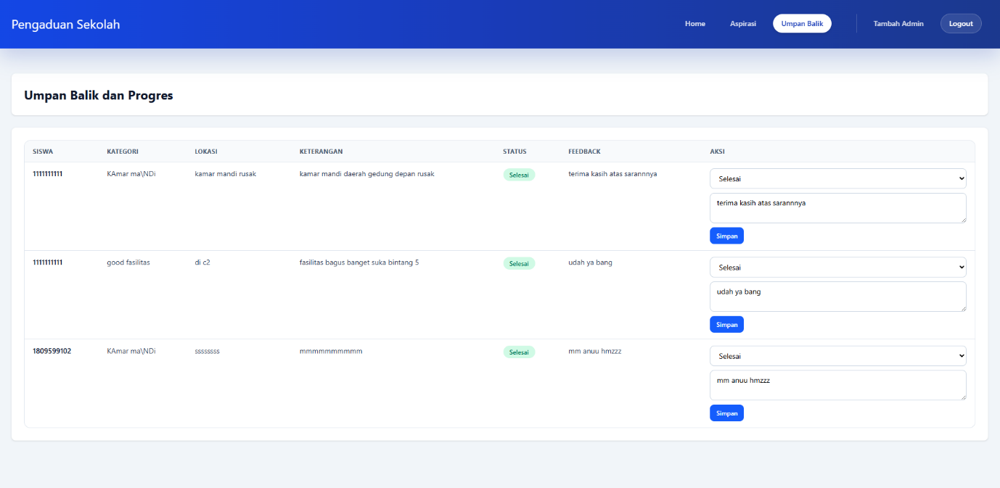 Pengaduan Sekolah
Home Aspirasi Umpan Balik Tambah Admin Logout
Umpan Balik dan Progres
SISWA KATEGORI LOKASI KETERANGAN STATUS FEEDBACK AKSI
1111111111 KAmar ma\NDi kamar mandi rusak kamar mandi daerah gedung depan rusak Selesai terima kasih atas sarannnya Selesai
terima kasih atas sarannnya
Simpan
1111111111 good fasilitas di c2 fasilitas bagus banget suka bintang 5 Selesai udah ya bang Selesai
udah ya bang
Simpan
1809599102 KAmar ma\NDi ssssssss mmmmmmmmmm Selesai mm anuu hmzzz Selesai
mm anuu hmzzz
Simpan